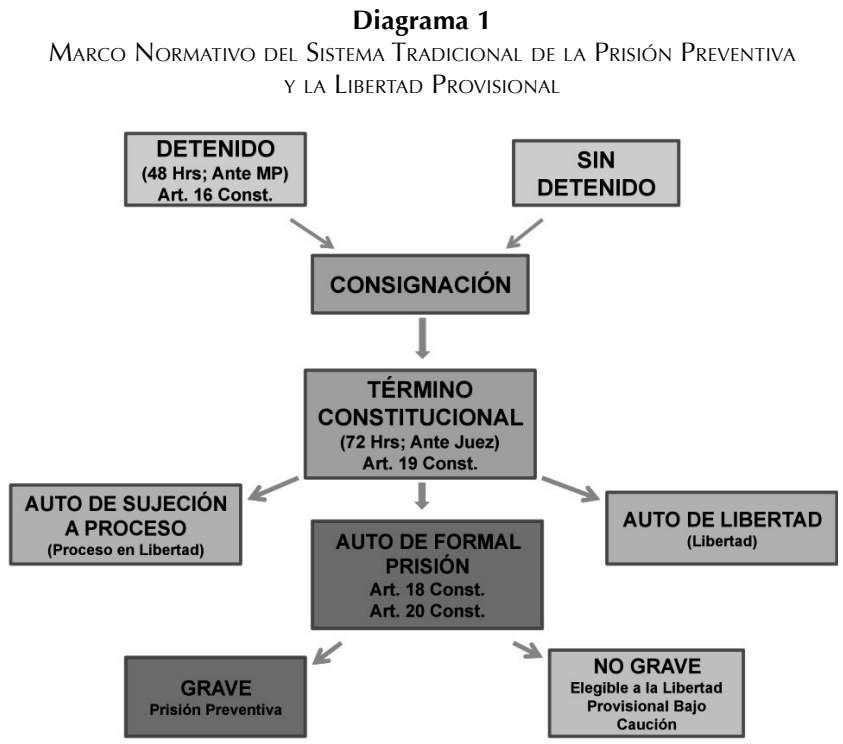 Diagrama 1
Marco Normativo del Sistema Tradicional de la Prisión Preventiva
y la Libertad Provisional
DETENIDO
(48 Hrs; Ante MP)
Art. 16 Const.
SIN
DETENIDO
CONSIGNACIÓN
TÉRMINO
CONSTITUCIONAL
(72 Hrs; Ante Juez)
Art. 19 Const.
AUTO DE SUJECIÓN
A PROCESO
(Proceso en Libertad)
AUTO DE FORMAL
PRISIÓN
Art. 18 Const.
Art. 20 Const.
AUTO DE LIBERTAD
(Libertad)
GRAVE
Prisión Preventiva
NO GRAVE
Elegible a la Libertad
Provisional Bajo
Caución